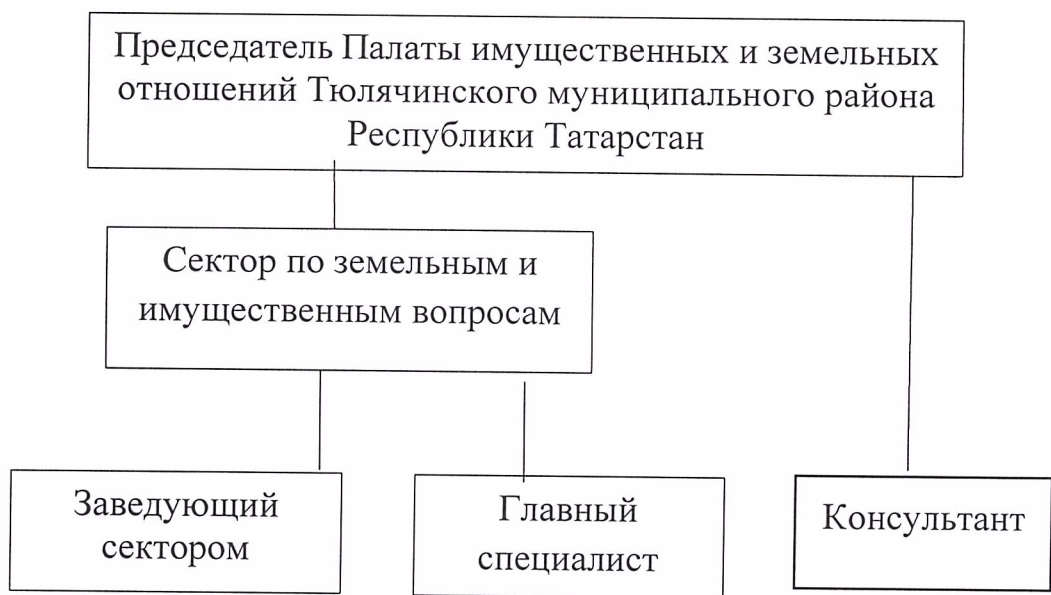 Председатель Палаты имущественных и земельных
отношений Тюлячинского муниципального района
Республики Татарстан
Сектор по земельным и
имущественным вопросам
Заведующий
сектором
Главный
специалист
Консультант